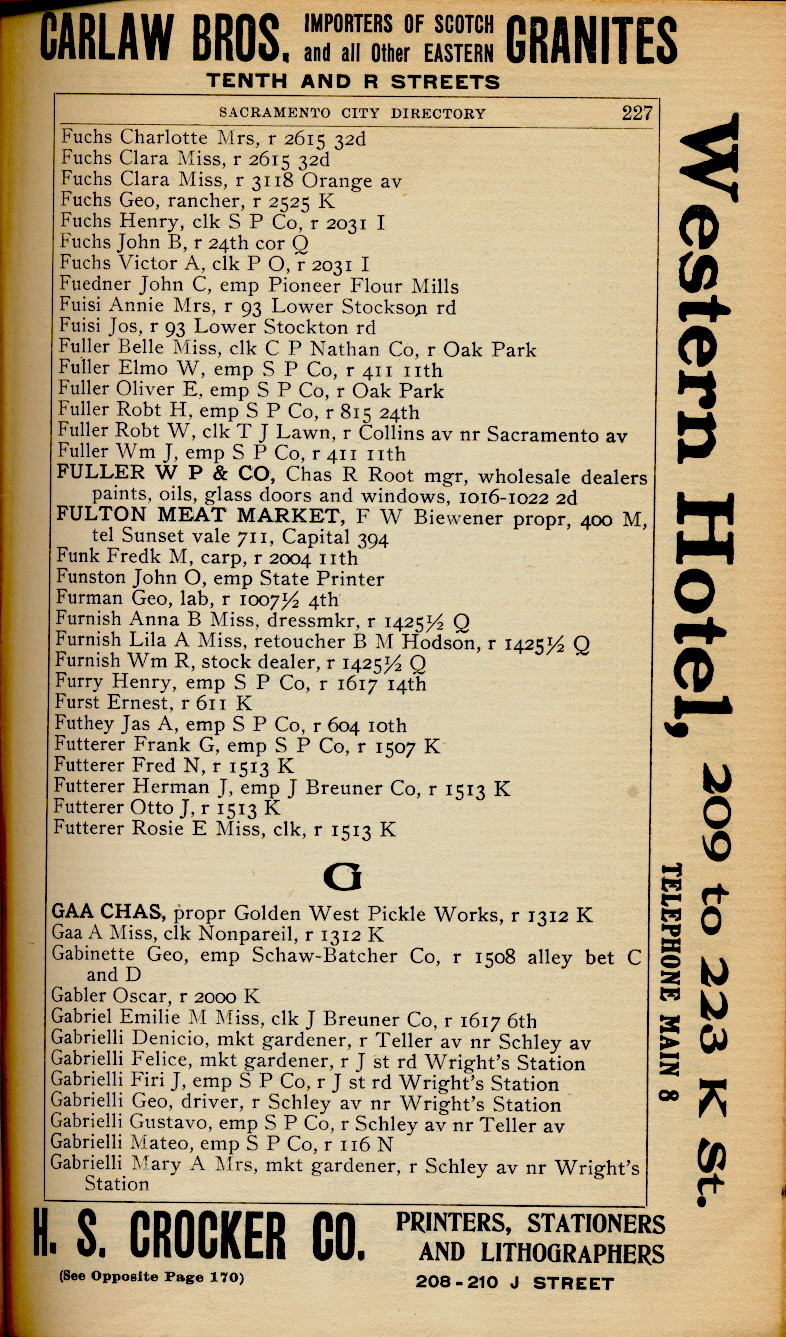 CARLAW BROS. IMPORTERS OF SCOTCH and all Other EASTERN GRANITES
TENTH AND R STREETS
SACRAMENTO CITY DIRECTORY 227
Fuchs Charlotte Mrs, r 2615 32d
Fuchs Clara Miss, r 2615 32d
Fuchs Clara Miss, r 3118 Orange av
Fuchs Geo, rancher, r 2525 K
Fuchs Henry, clk S P Co, r 2031 I
Fuchs John B, r 24th cor Q
Fuchs Victor A, clk P O, r 2031 I
Fuedner John C, emp Pioneer Flour Mills
Fuisi Annie Mrs, r 93 Lower Stockson rd
Fuisi Jos, r 93 Lower Stockton rd
Fuller Belle Miss, clk C P Nathan Co, r Oak Park
Fuller Elmo W, emp S P Co, r 411 11th
Fuller Oliver E, emp S P Co, r Oak Park
Fuller Robt H, emp S P Co, r 815 24th
Fuller Robt W, clk T J Lawn, r Collins av nr Sacramento av
Fuller Wm J, emp S P Co, r 411 11th
FULLER W P & CO, Chas R Root mgr, wholesale dealers
paints, oils, glass doors and windows, 1016-1022 2d
FULTON MEAT MARKET, F W Biewener propr, 400 M,
tel Sunset vale 711, Capital 394
Funk Fredk M, carp, r 2004 11th
Funston John O, emp State Printer
Furman Geo, lab, r 1007½ 4th
Furnish Anna B Miss, dressmkr, r 1425½ Q
Furnish Lila A Miss, retoucher B M Hodson, r 1425½ Q
Furnish Wm R, stock dealer, r 1425½ Q
Furry Henry, emp S P Co, r 1617 14th
Furst Ernest, r 611 K
Futhey Jas A, emp S P Co, r 604 10th
Futterer Frank G, emp S P Co, r 1507 K
Futterer Fred N, r 1513 K
Futterer Herman J, emp J Breuner Co, r 1513 K
Futterer Otto J, r 1513 K
Futterer Rosie E Miss, clk, r 1513 K
G
GAA CHAS, propr Golden West Pickle Works, r 1312 K
Gaa A Miss, clk Nonpareil, r 1312 K
Gabinette Geo, emp Schaw-Batcher Co, r 1508 alley bet C
and D
Gabler Oscar, r 2000 K
Gabriel Emilie M Miss, clk J Breuner Co, r 1617 6th
Gabrielli Denicio, mkt gardener, r Teller av nr Schley av
Gabrielli Felice, mkt gardener, r J st rd Wright's Station
Gabrielli Firi J, emp S P Co, r J st rd Wright's Station
Gabrielli Geo, driver, r Schley av nr Wright's Station
Gabrielli Gustavo, emp S P Co, r Schley av nr Teller av
Gabrielli Mateo, emp S P Co, r 116 N
Gabrielli Mary A Mrs, mkt gardener, r Schley av nr Wright's
Station
Western Hotel, 209 to 223 K St.
TELEPHONE MAIN 8
H. S. CROCKER CO. PRINTERS, STATIONERS
AND LITHOGRAPHERS
(See Opposite Page 170) 208-210 J STREET